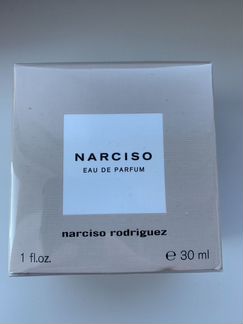 NARCISO
EAU DE PARFUM
narciso rodriguez
1 fl.oz. ℮ 30 ml